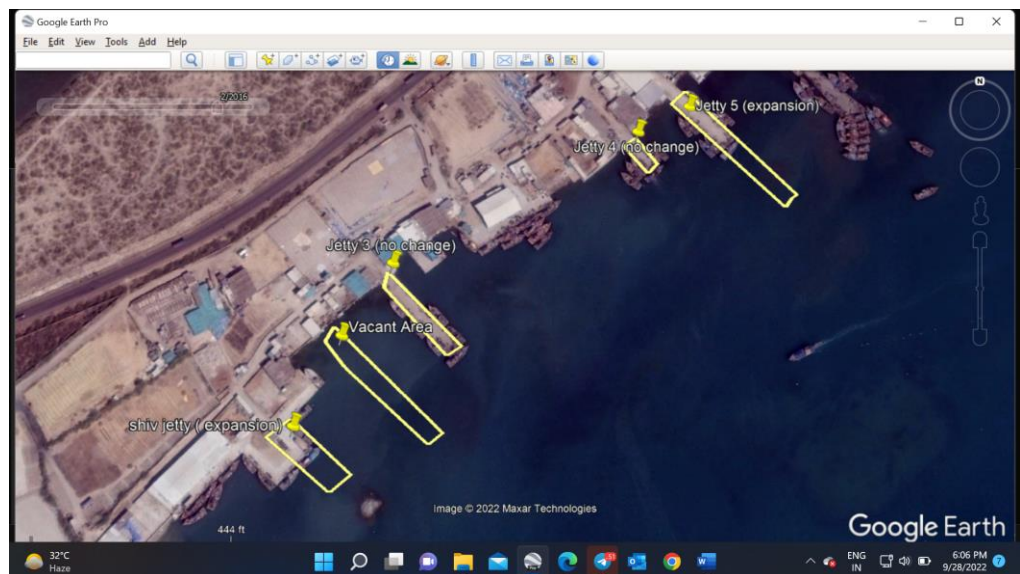 Google Earth Pro
File Edit View Tools Add Help
2/2016
N
Jetty 5 (expansion)
Jetty 4 (no change)
Jetty 3 (no change)
Vacant Area
shiv jetty ( expansion)
Image © 2022 Maxar Technologies
444 ft
Google Earth
32°C
Haze
51
ENG
IN
6:06 PM
9/28/2022
7